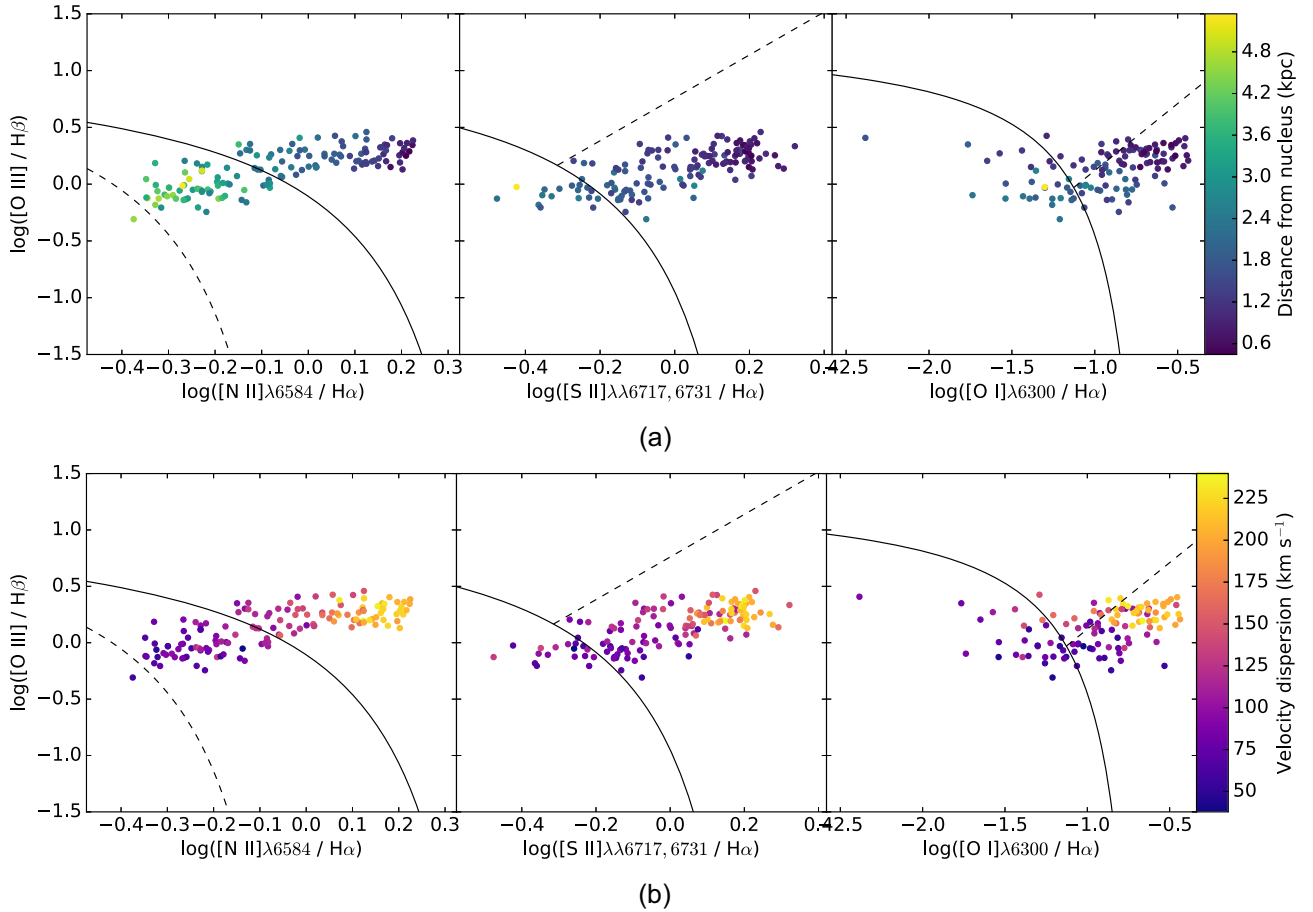 1.5
1.0
0.5
0.0
−0.5
−1.0
−1.5
log([O III] / Hβ)
−0.4 −0.3 −0.2 −0.1 0.0 0.1 0.2 0.3
−0.4 −0.2 0.0 0.2 0.4
−2.5 −2.0 −1.5 −1.0 −0.5
log([N II]λ6584 / Hα)
log([S II]λλ6717, 6731 / Hα)
log([O I]λ6300 / Hα)
4.8
4.2
3.6
3.0
2.4
1.8
1.2
0.6
Distance from nucleus (kpc)
(a)
1.5
1.0
0.5
0.0
−0.5
−1.0
−1.5
log([O III] / Hβ)
−0.4 −0.3 −0.2 −0.1 0.0 0.1 0.2 0.3
−0.4 −0.2 0.0 0.2 0.4
−2.5 −2.0 −1.5 −1.0 −0.5
log([N II]λ6584 / Hα)
log([S II]λλ6717, 6731 / Hα)
log([O I]λ6300 / Hα)
225
200
175
150
125
100
75
50
Velocity dispersion (km s⁻¹)
(b)